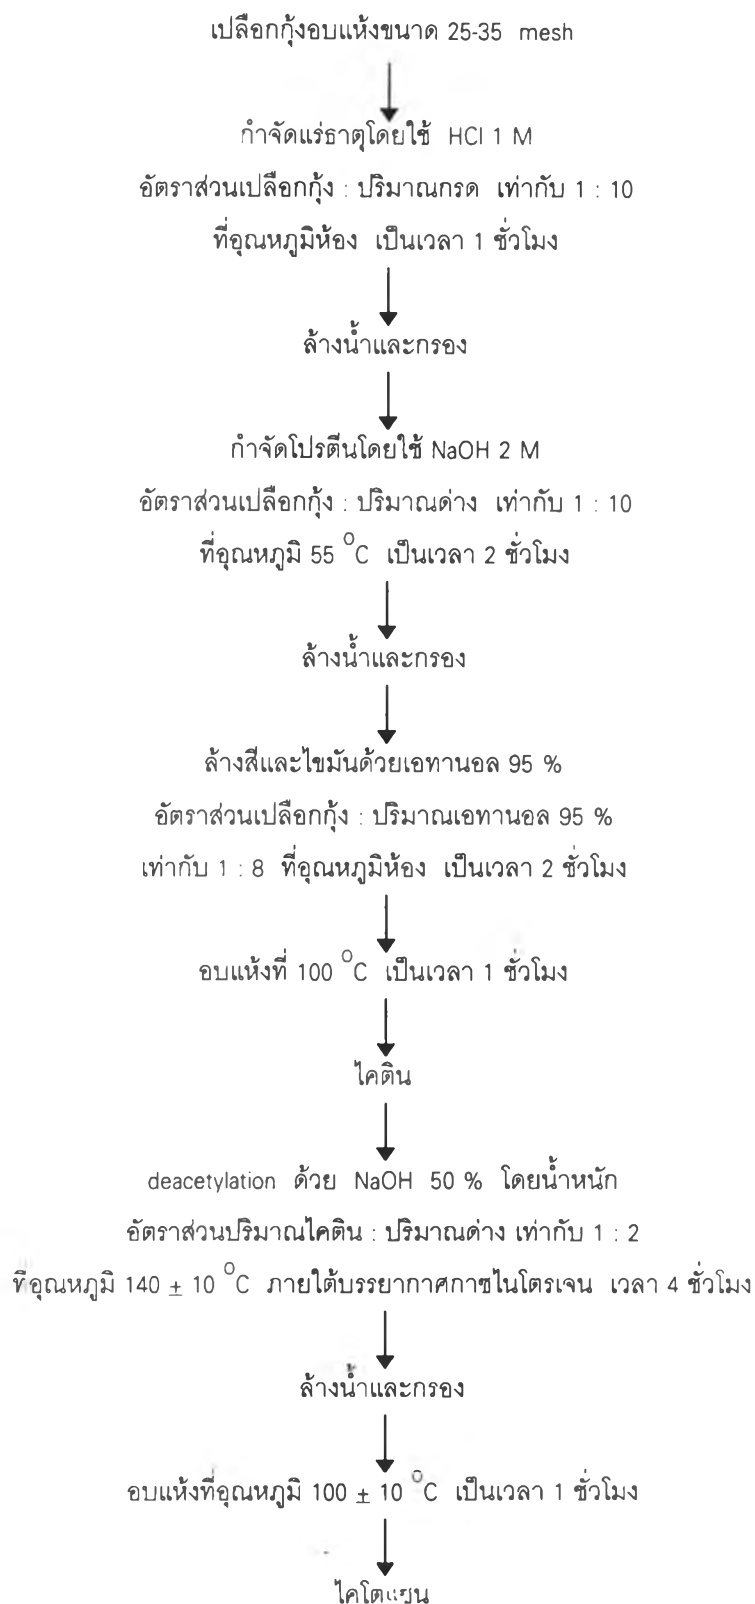 เปลือกกุ้งอบแห้งขนาด 25-35 mesh
กำจัดแร่ธาตุโดยใช้ HCl 1 M
อัตราส่วนเปลือกกุ้ง : ปริมาณกรด เท่ากับ 1 : 10
ที่อุณหภูมิห้อง เป็นเวลา 1 ชั่วโมง
ล้างน้ำและกรอง
กำจัดโปรตีนโดยใช้ NaOH 2 M
อัตราส่วนเปลือกกุ้ง : ปริมาณด่าง เท่ากับ 1 : 10
ที่อุณหภูมิ 55 °C เป็นเวลา 2 ชั่วโมง
ล้างน้ำและกรอง
ล้างสีและไขมันด้วยเอทานอล 95 %
อัตราส่วนเปลือกกุ้ง : ปริมาณเอทานอล 95 %
เท่ากับ 1 : 8 ที่อุณหภูมิห้อง เป็นเวลา 2 ชั่วโมง
อบแห้งที่ 100 °C เป็นเวลา 1 ชั่วโมง
ไคติน
deacetylation ด้วย NaOH 50 % โดยน้ำหนัก
อัตราส่วนปริมาณไคติน : ปริมาณด่าง เท่ากับ 1 : 2
ที่อุณหภูมิ 140 ± 10 °C ภายใต้บรรยากาศกาซไนโตรเจน เวลา 4 ชั่วโมง
ล้างน้ำและกรอง
อบแห้งที่อุณหภูมิ 100 ± 10 °C เป็นเวลา 1 ชั่วโมง
ไคโตแซน